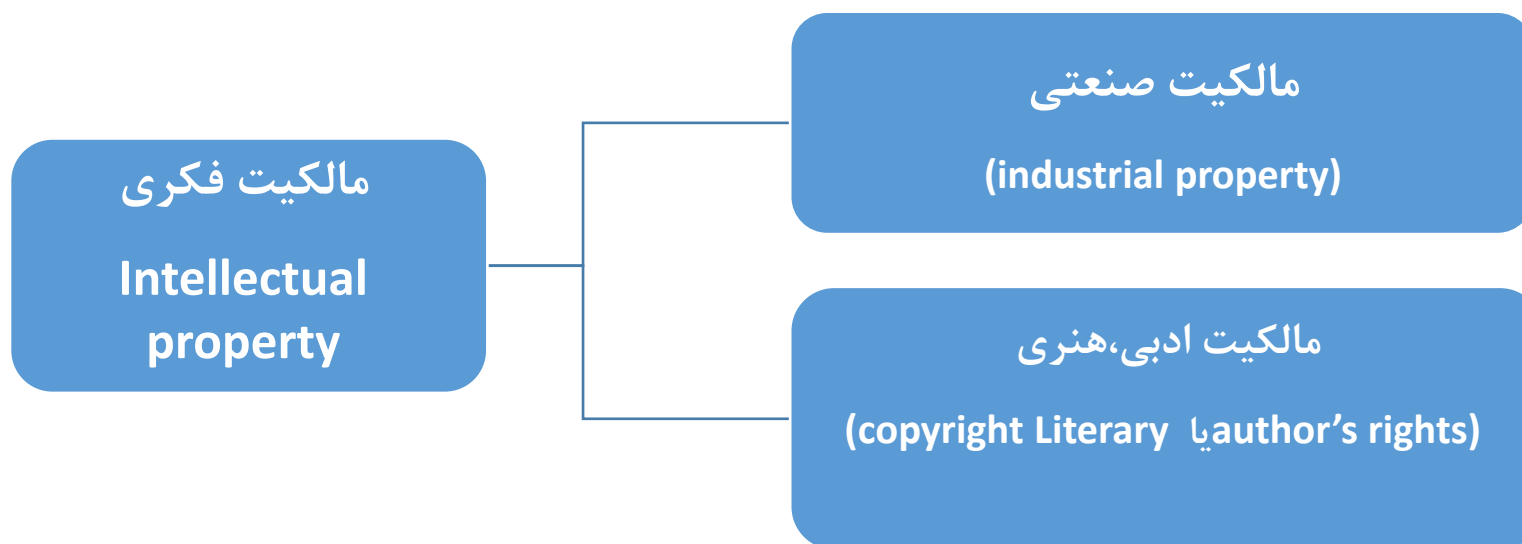 مالکیت فکری
Intellectual
property
مالکیت صنعتی
(industrial property)
مالکیت ادبی،هنری
(copyright Literary یا author’s rights)